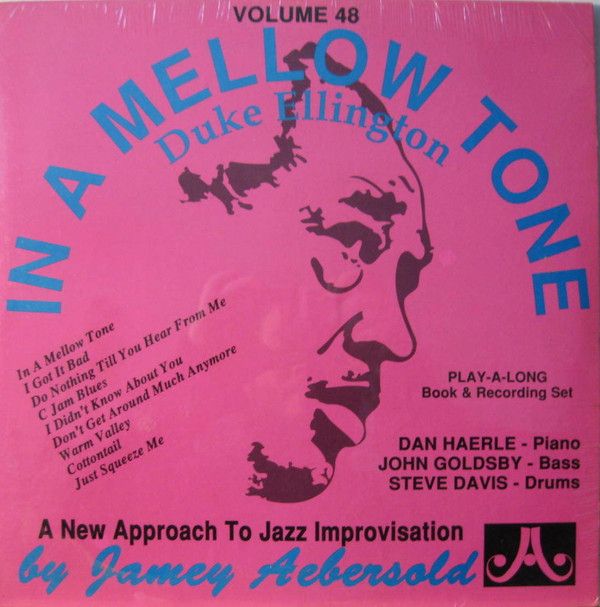 VOLUME 48
IN A MELLOW TONE
Duke Ellington
In A Mellow Tone
I Got It Bad
Do Nothing Till You Hear From Me
C Jam Blues
I Didn't Know About You
Don't Get Around Much Anymore
Warm Valley
Cottontail
Just Squeeze Me
PLAY-A-LONG
Book & Recording Set
DAN HAERLE - Piano
JOHN GOLDSBY - Bass
STEVE DAVIS - Drums
A New Approach To Jazz Improvisation
by Jamey Aebersold
JA